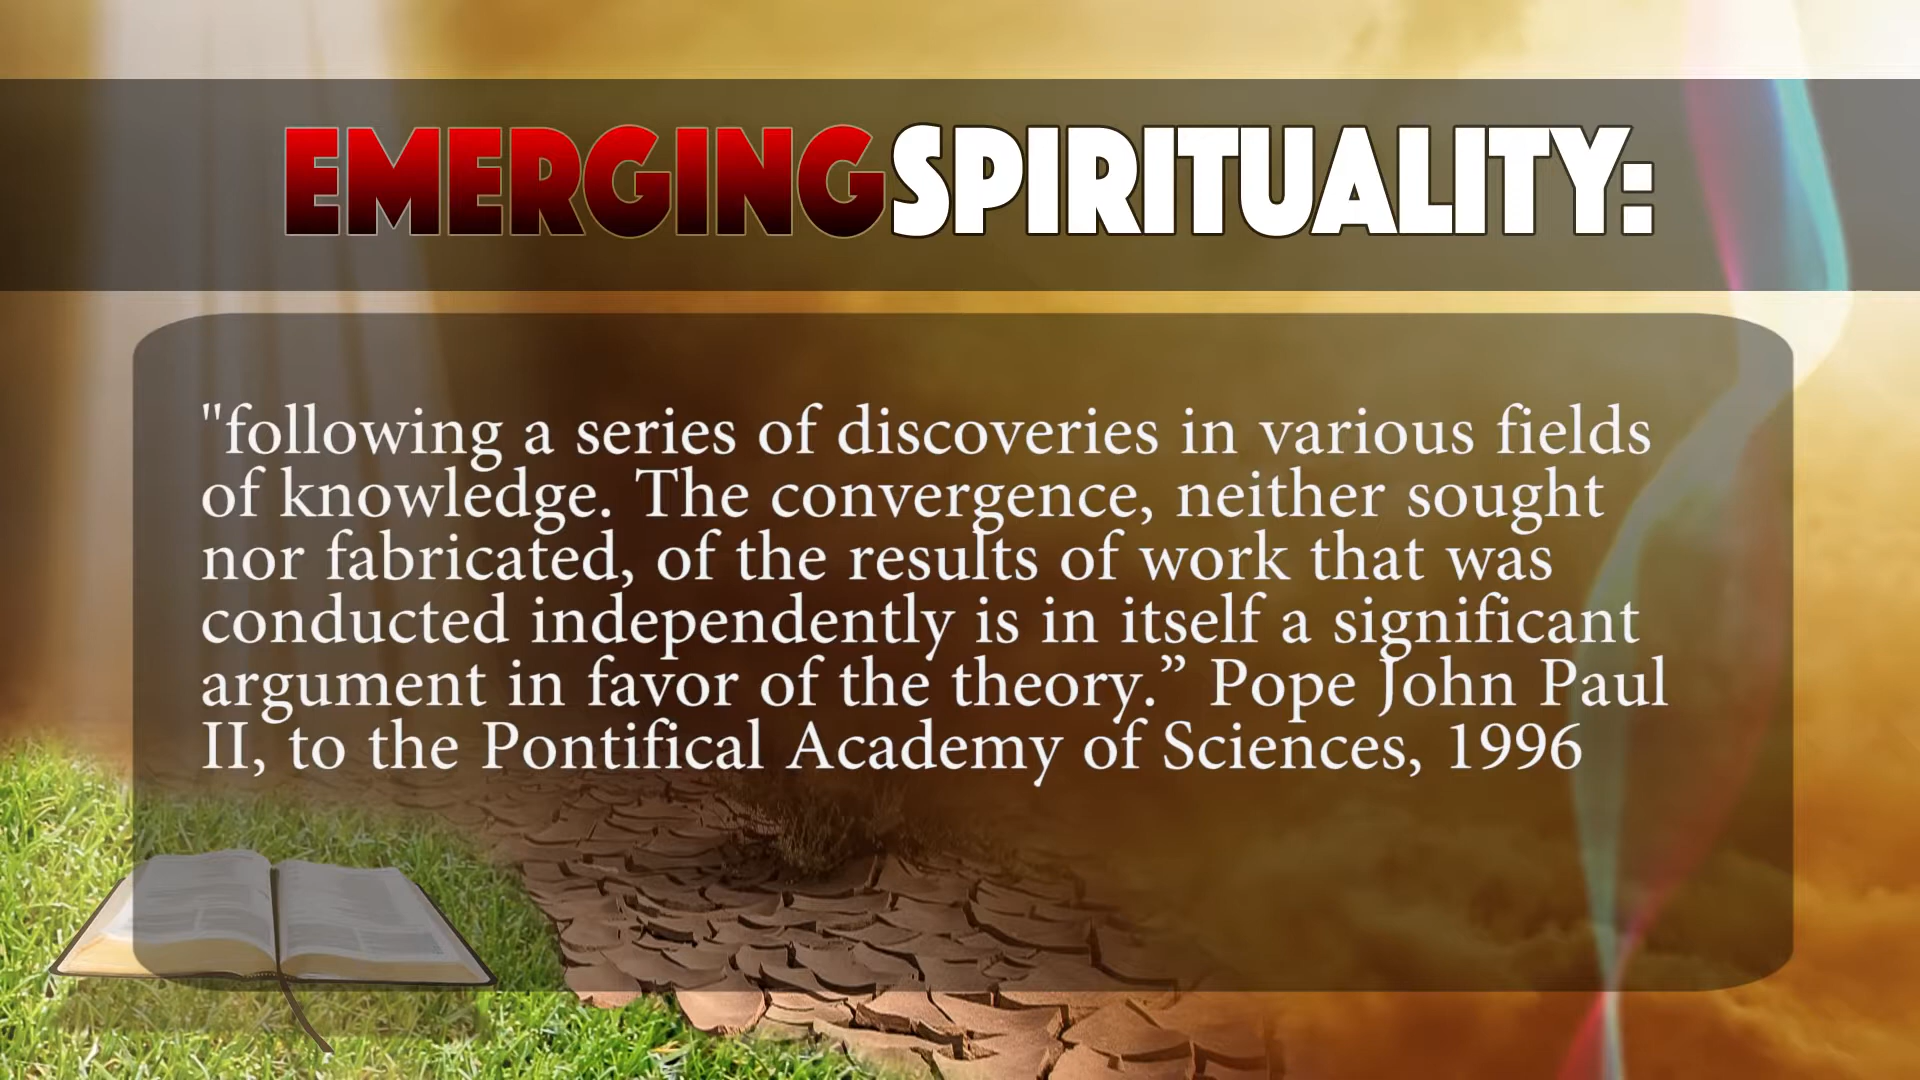 EMERGING SPIRITUALITY:
"following a series of discoveries in various fields
of knowledge. The convergence, neither sought
nor fabricated, of the results of work that was
conducted independently is in itself a significant
argument in favor of the theory.” Pope John Paul
II, to the Pontifical Academy of Sciences, 1996